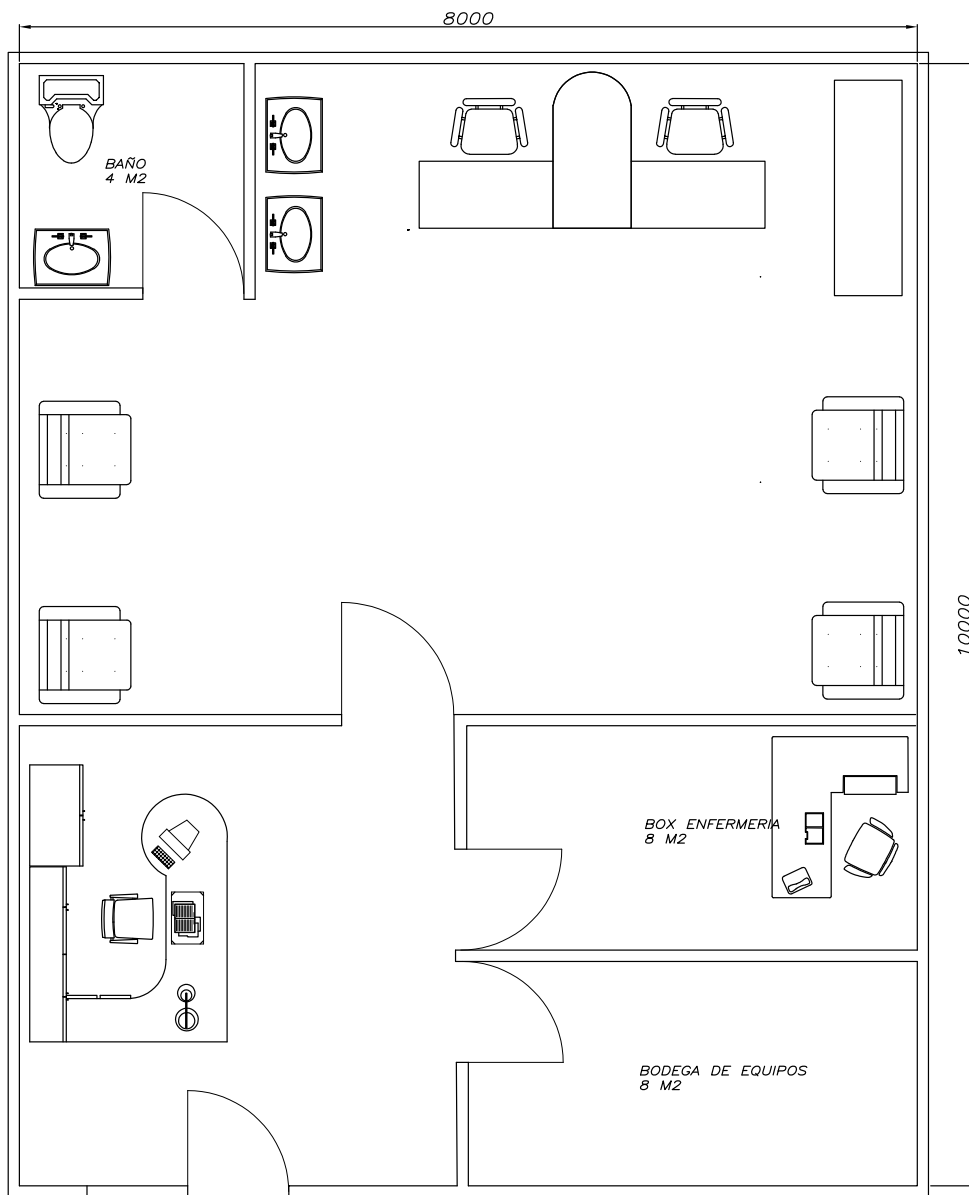 8000
BAÑO
4 M2
10000
BOX ENFERMERIA
8 M2
BODEGA DE EQUIPOS
8 M2